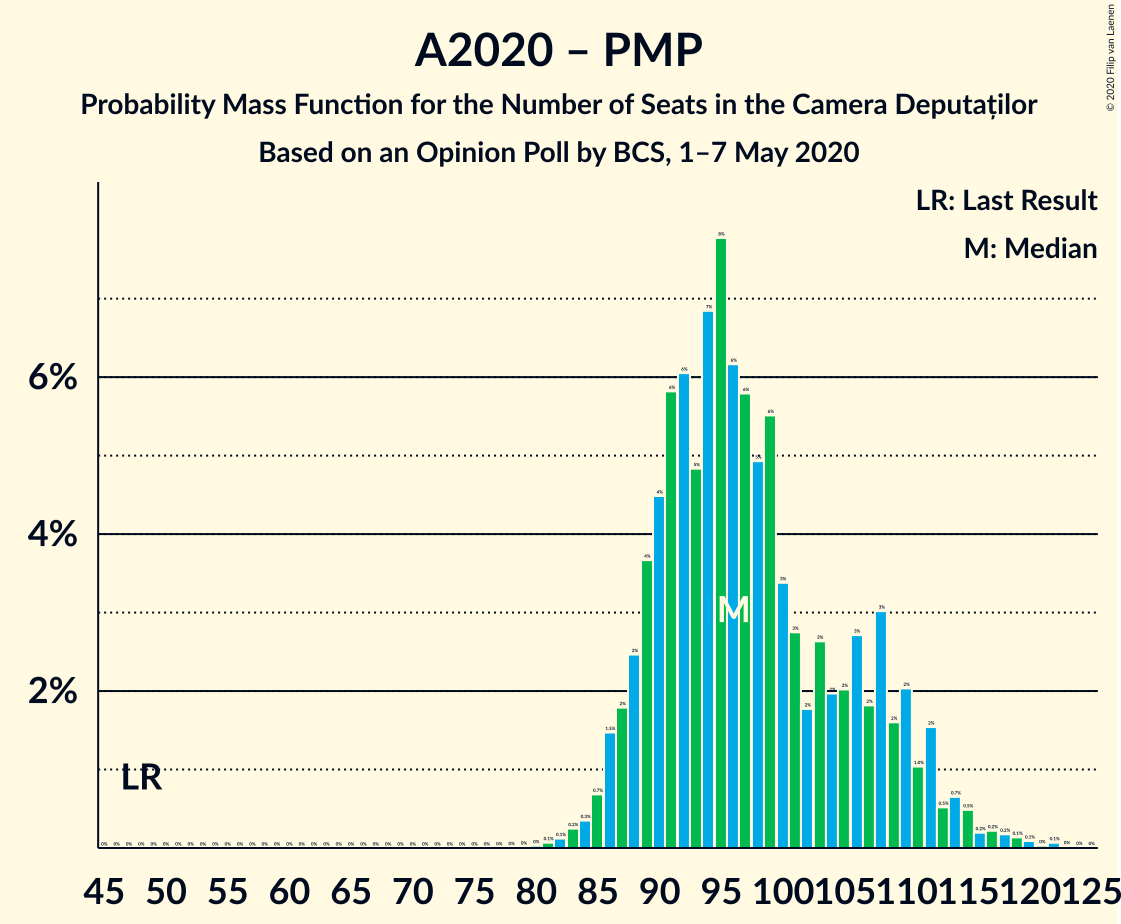 A2020 – PMP
Probability Mass Function for the Number of Seats in the Camera Deputaților
Based on an Opinion Poll by BCS, 1–7 May 2020
© 2020 Filip van Laenen
LR: Last Result
M: Median
6%
4%
2%
LR
M
45 50 55 60 65 70 75 80 85 90 95 100 105 110 115 120 125